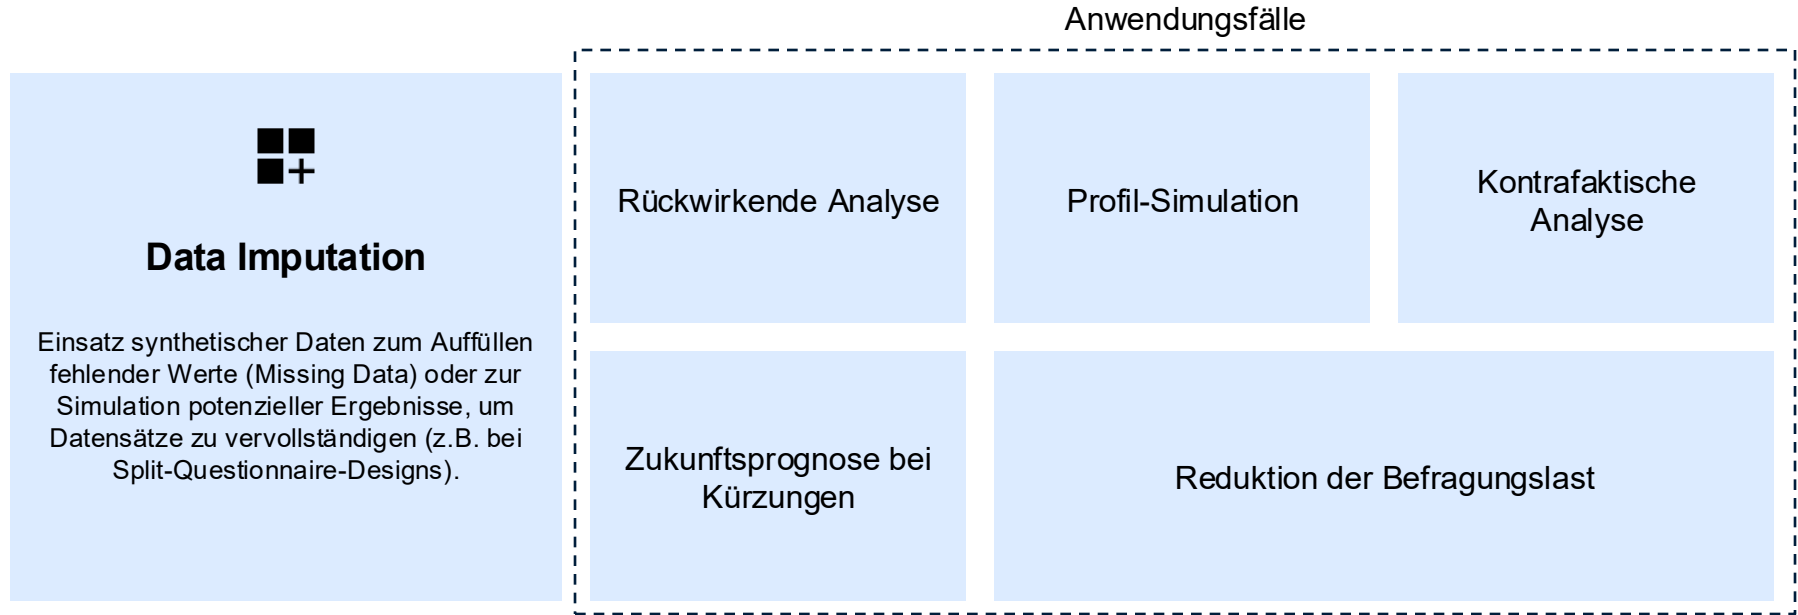 Anwendungsfälle
Data Imputation
Einsatz synthetischer Daten zum Auffüllen
fehlender Werte (Missing Data) oder zur
Simulation potenzieller Ergebnisse, um
Datensätze zu vervollständigen (z.B. bei
Split-Questionnaire-Designs).
Rückwirkende Analyse
Profil-Simulation
Kontrafaktische
Analyse
Zukunftsprognose bei
Kürzungen
Reduktion der Befragungslast